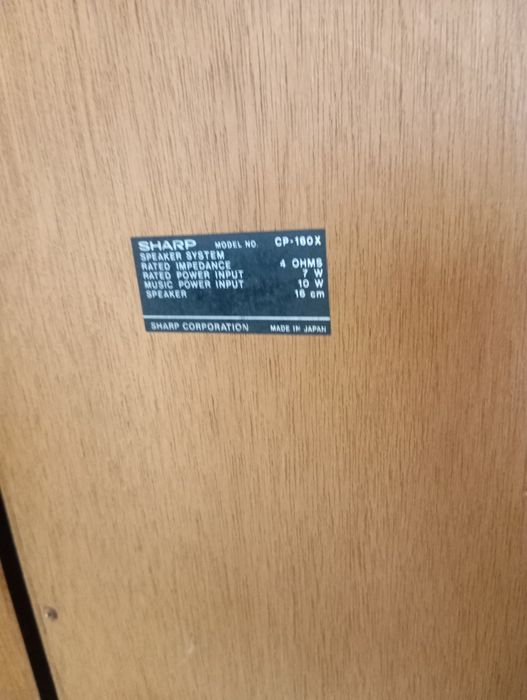 SHARP MODEL NO. CP-160X
SPEAKER SYSTEM
RATED IMPEDANCE 4 OHMS
RATED POWER INPUT 7 W
MUSIC POWER INPUT 10 W
SPEAKER 16 cm
SHARP CORPORATION MADE IN JAPAN